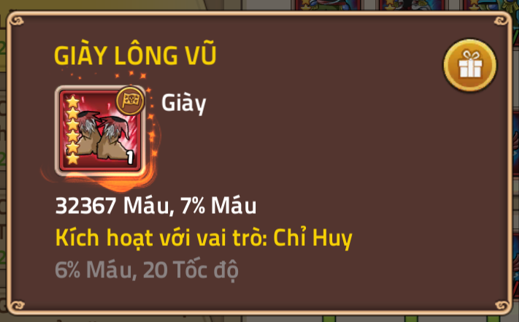 GIÀY LÔNG VŨ
Giày
1
32367 Máu, 7% Máu
Kích hoạt với vai trò: Chỉ Huy
6% Máu, 20 Tốc độ